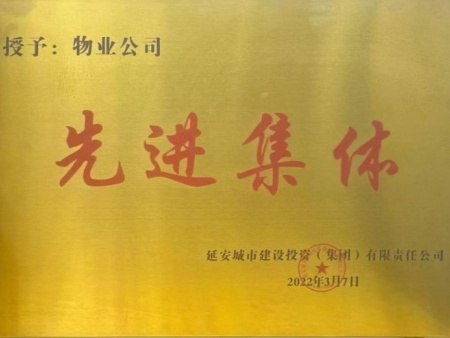 授予：物业公司
先进集体
延安城市建设投资（集团）有限责任公司
2022年3月7日